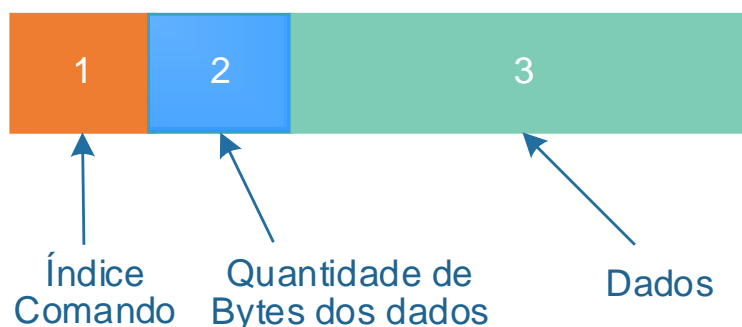 1
2
3
Índice
Comando
Quantidade de
Bytes dos dados
Dados